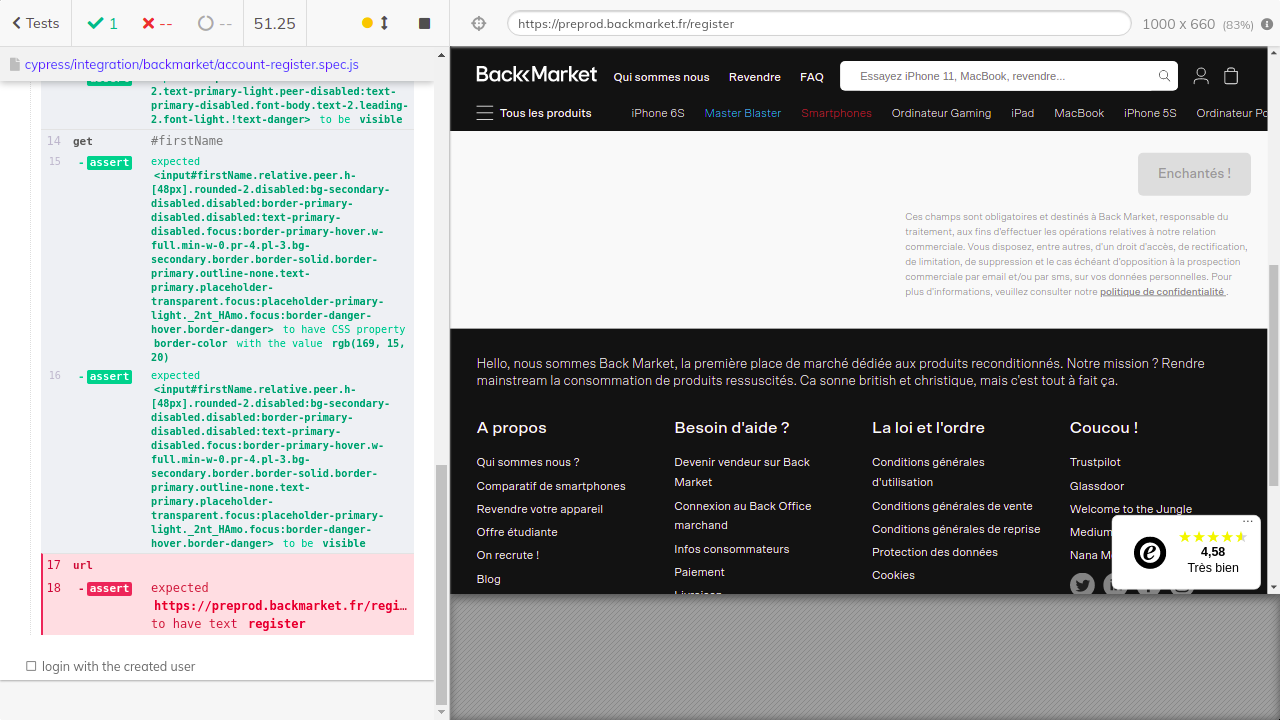 Tests
1
--
--
51.25
https://preprod.backmarket.fr/register
1000 x 660 (83%)
cypress/integration/backmarket/account-register.spec.js
2.text-primary-light.peer-disabled:text-
primary-disabled.font-body.text-2.leading-
2.font-light.!text-danger> to be visible
14 get #firstName
15 -assert expected
<input#firstName.relative.peer.h-
[48px].rounded-2.disabled:bg-secondary-
disabled.disabled:border-primary-
disabled.disabled:text-primary-
disabled.focus:border-primary-hover.w-
full.min-w-0.pr-4.pl-3.bg-
secondary.border.border-solid.border-
primary.outline-none.text-
primary.placeholder-
transparent.focus:placeholder-primary-
light._2nt_HAmo.focus:border-danger-
hover.border-danger> to have CSS property
border-color with the value rgb(169, 15,
20)
16 -assert expected
<input#firstName.relative.peer.h-
[48px].rounded-2.disabled:bg-secondary-
disabled.disabled:border-primary-
disabled.disabled:text-primary-
disabled.focus:border-primary-hover.w-
full.min-w-0.pr-4.pl-3.bg-
secondary.border.border-solid.border-
primary.outline-none.text-
primary.placeholder-
transparent.focus:placeholder-primary-
light._2nt_HAmo.focus:border-danger-
hover.border-danger> to be visible
17 url
18 -assert expected
https://preprod.backmarket.fr/regi…
to have text register
login with the created user
Back Market
Qui sommes nous
Revendre
FAQ
Essayez iPhone 11, MacBook, revendre...
Tous les produits
iPhone 6S
Master Blaster
Smartphones
Ordinateur Gaming
iPad
MacBook
iPhone 5S
Ordinateur Po
Enchantés !
Ces champs sont obligatoires et destinés à Back Market, responsable du
traitement, aux fins d'effectuer les opérations relatives à notre relation
commerciale. Vous disposez, entre autres, d'un droit d'accès, de rectification,
de limitation, de suppression et le cas échéant d'opposition à la prospection
commerciale par email et/ou par sms, sur vos données personnelles. Pour
plus d'informations, veuillez consulter notre politique de confidentialité .
Hello, nous sommes Back Market, la première place de marché dédiée aux produits reconditionnés. Notre mission ? Rendre
mainstream la consommation de produits ressuscités. Ca sonne british et christique, mais c'est tout à fait ça.
A propos
Qui sommes nous ?
Comparatif de smartphones
Revendre votre appareil
Offre étudiante
On recrute !
Blog
Besoin d'aide ?
Devenir vendeur sur Back
Market
Connexion au Back Office
marchand
Infos consommateurs
Paiement
Livraison
La loi et l'ordre
Conditions générales
d'utilisation
Conditions générales de vente
Conditions générales de reprise
Protection des données
Cookies
Coucou !
Trustpilot
Glassdoor
Welcome to the Jungle
Medium
Nana M
...
e
4,58
Très bien